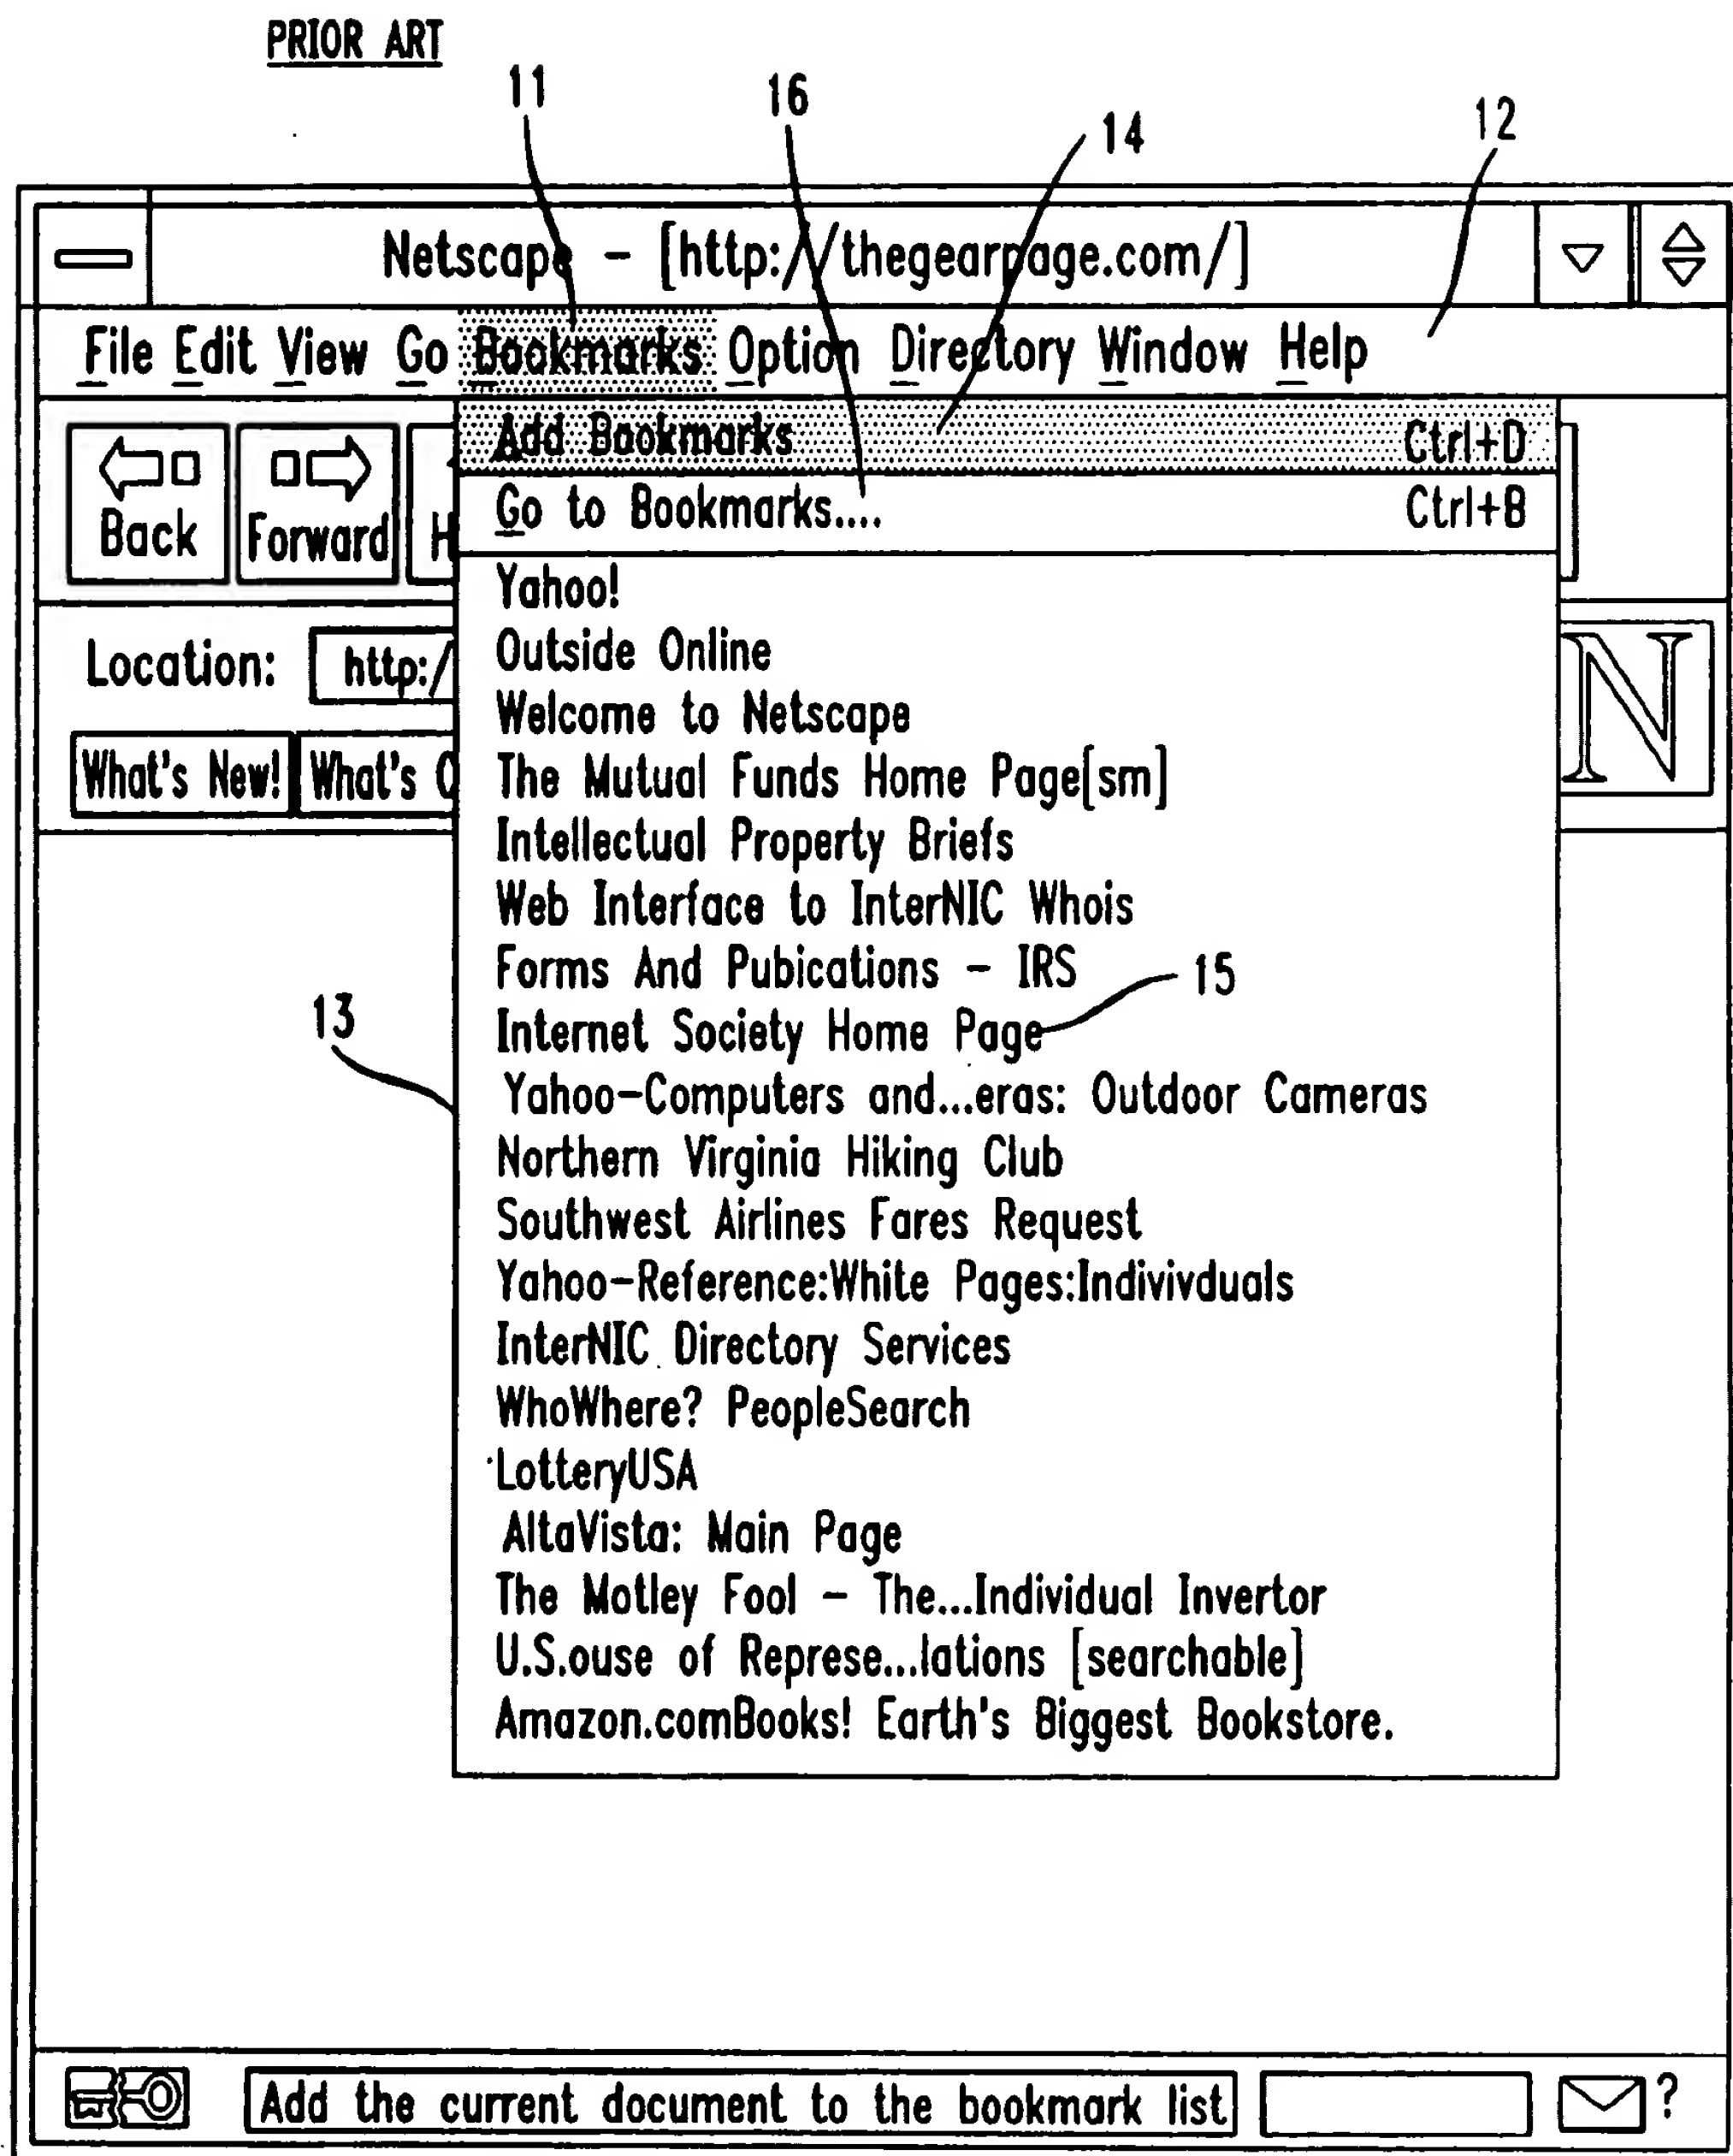 PRIOR ART
11
16
14
12
Netscape - [http://thegearpage.com/]
File Edit View Go Bookmarks Option Directory Window Help
Add Bookmarks Ctrl+D
Go to Bookmarks.... Ctrl+B
Back
Forward
H
Yahoo!
Outside Online
Location: http:/
Welcome to Netscape
N
What's New! What's C
The Mutual Funds Home Page[sm]
Intellectual Property Briefs
Web Interface to InterNIC Whois
Forms And Pubications - IRS
15
13
Internet Society Home Page
Yahoo-Computers and...eras: Outdoor Cameras
Northern Virginia Hiking Club
Southwest Airlines Fares Request
Yahoo-Reference:White Pages:Indivivduals
InterNIC Directory Services
WhoWhere? PeopleSearch
LotteryUSA
AltaVista: Main Page
The Motley Fool - The...Individual Invertor
U.S.ouse of Represe...lations [searchable]
Amazon.comBooks! Earth's Biggest Bookstore.
Add the current document to the bookmark list
?